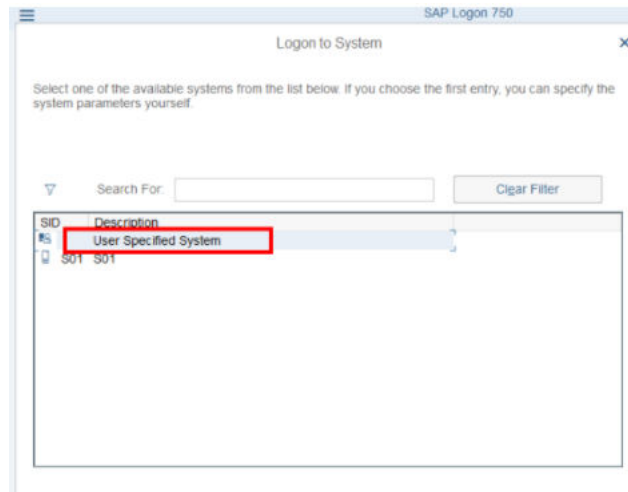 SAP Logon 750
Logon to System
Select one of the available systems from the list below. If you choose the first entry, you can specify the
system parameters yourself.
Search For:
Clear Filter
SID Description
User Specified System
S01 S01